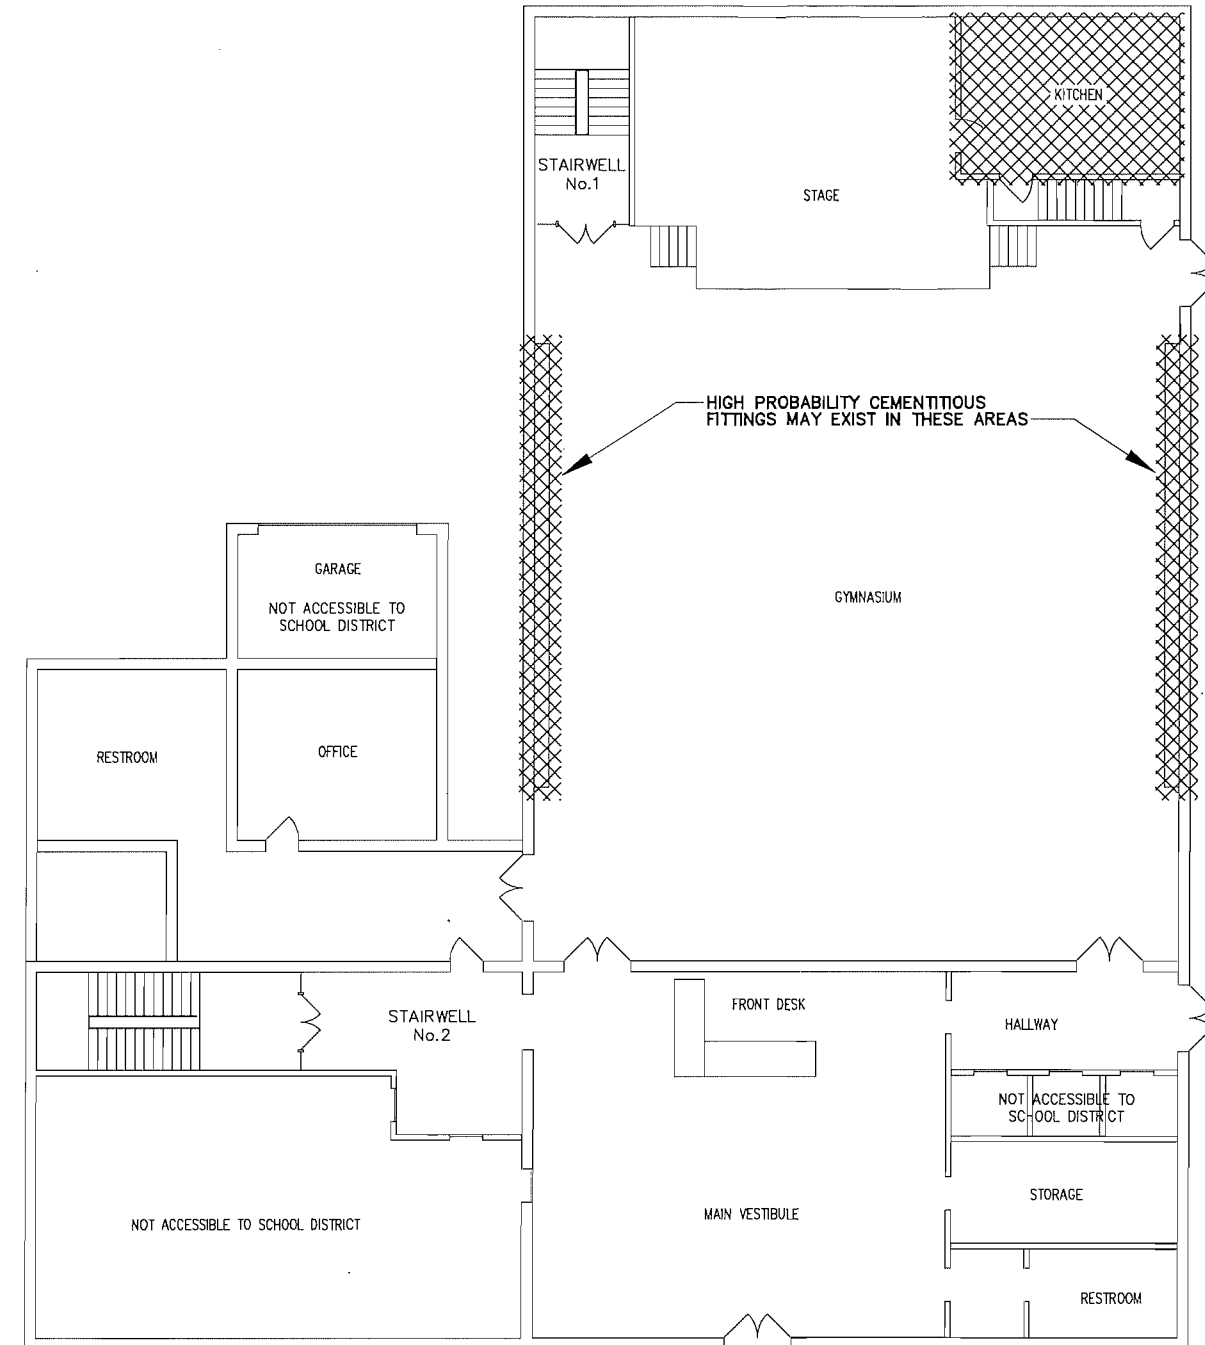 KITCHEN
STAIRWELL
No.1
STAGE
HIGH PROBABILITY CEMENTITIOUS
FITTINGS MAY EXIST IN THESE AREAS
GARAGE
NOT ACCESSIBLE TO
SCHOOL DISTRICT
GYMNASIUM
RESTROOM
OFFICE
FRONT DESK
STAIRWELL
No.2
HALLWAY
NOT ACCESSIBLE TO
SCHOOL DISTRICT
STORAGE
MAIN VESTIBULE
NOT ACCESSIBLE TO SCHOOL DISTRICT
RESTROOM